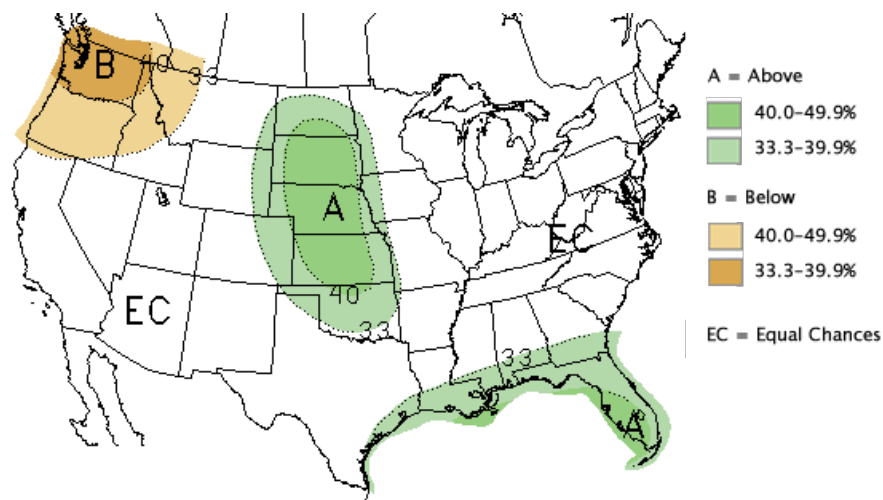 B
40
33
A
40
33
EC
EC
33
A
A = Above
40.0-49.9%
33.3-39.9%
B = Below
40.0-49.9%
33.3-39.9%
EC = Equal Chances